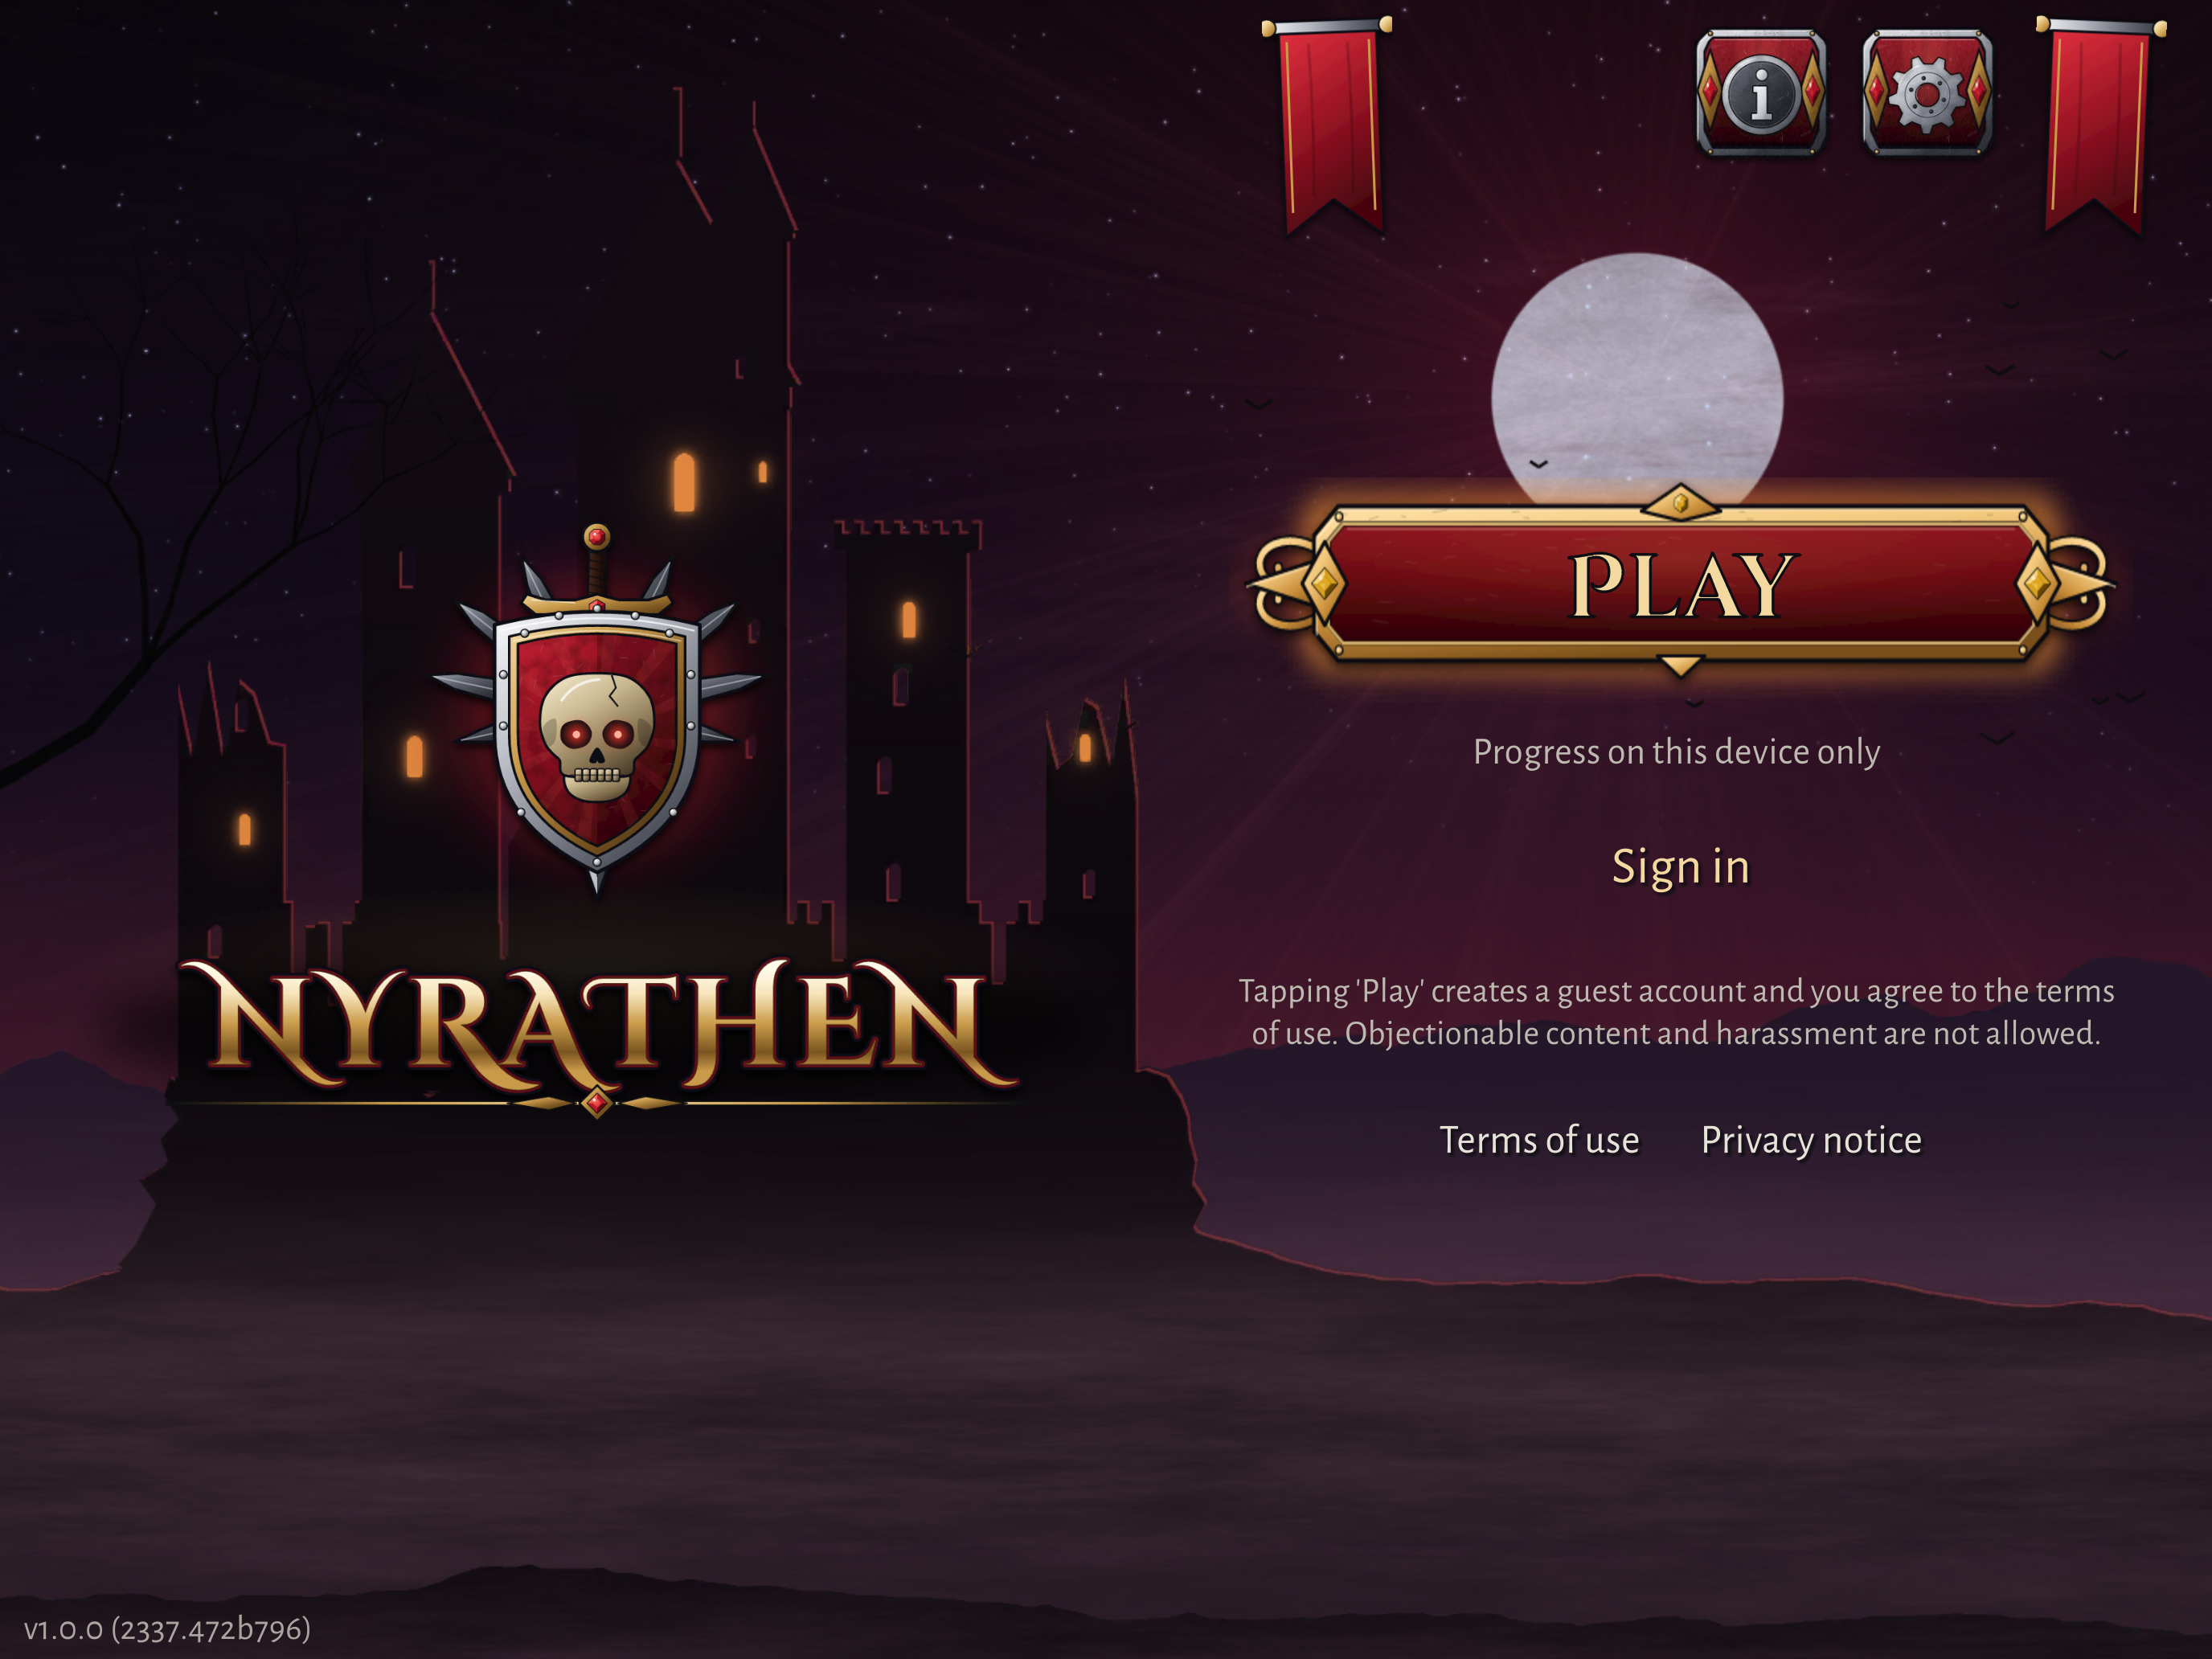 PLAY
Progress on this device only
Sign in
NYRATHEN
Tapping 'Play' creates a guest account and you agree to the terms
of use. Objectionable content and harassment are not allowed.
Terms of use
Privacy notice
v1.0.0 (2337.472b796)